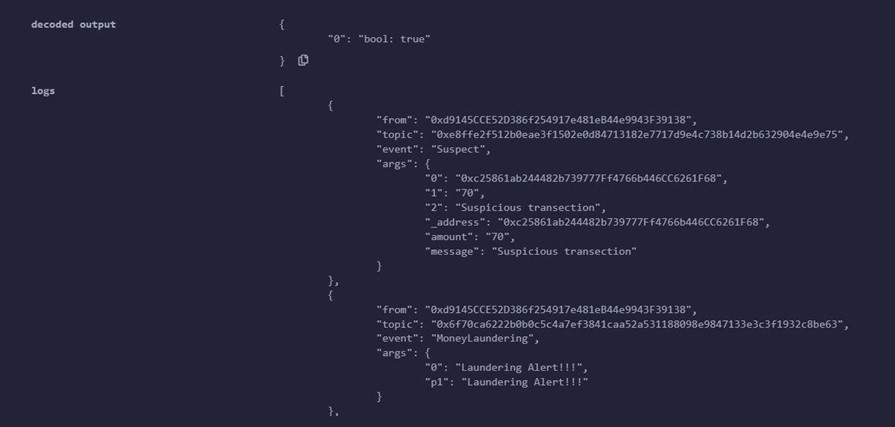 decoded output {
"0": "bool: true"
}
logs [
{
"from": "0xd9145CCE52D386f254917e481eB44e9943F39138",
"topic": "0xe8ffe2f512b0eae3f1502e0d84713182e7717d9e4c738b14d2b632904e4e9e75",
"event": "Suspect",
"args": {
"0": "0xc25861ab244482b739777Ff4766b446CC6261F68",
"1": "70",
"2": "Suspicious transection",
"_address": "0xc25861ab244482b739777Ff4766b446CC6261F68",
"amount": "70",
"message": "Suspicious transection"
}
},
{
"from": "0xd9145CCE52D386f254917e481eB44e9943F39138",
"topic": "0x6f70ca6222b0b0c5c4a7ef3841caa52a531188098e9847133e3c3f1932c8be63",
"event": "MoneyLaundering",
"args": {
"0": "Laundering Alert!!!",
"p1": "Laundering Alert!!!"
}
},